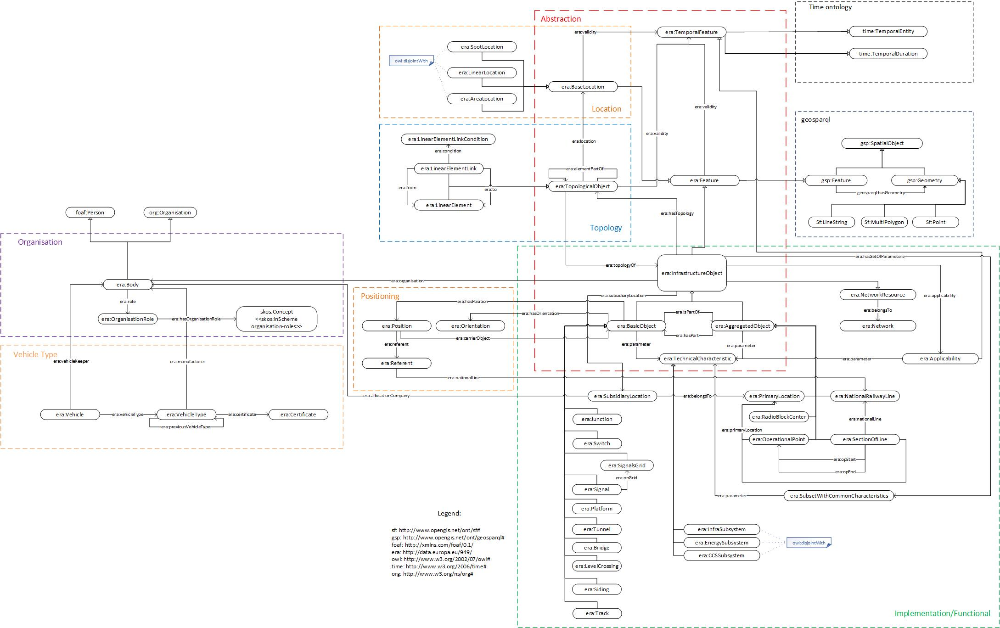 Time ontology
Abstraction
era:validity
era:TemporalFeature
time:TemporalEntity
era:SpotLocation
time:TemporalDuration
owl:disjointWith
era:LinearLocation
era:BaseLocation
era:AreaLocation
era:validity
Location
geosparql
era:validity
era:LinearElementLinkCondition
era:location
gsp:SpatialObject
era:condition
era:LinearElementLink
era:elementPartOf
era:Feature
gsp:Feature
gsp:Geometry
era:from
era:to
era:TopologicalObject
geosparql:hasGeometry
era:LinearElement
foaf:Person
org:Organisation
era:hasTopology
Sf:LineString
Sf:MultiPolygon
Sf:Point
Topology
Organisation
era:hasSetOfParameters
era:topologyOf
era:InfrastructureObject
era:organisation
era:Body
Positioning
era:subsidiaryLocation
era:NetworkResource
era:applicability
era:role
era:hasPosition
era:belongsTo
era:OrganisationRole
era:hasOrganisationRole
skos:Concept
<<skos:inScheme
organisation-roles>>
era:hasOrientation
era:isPartOf
era:Position
era:Orientation
era:BasicObject
era:AggregatedObject
era:Network
era:carrierObject
era:hasPart
era:referent
era:parameter
era:parameter
Vehicle Type
era:vehicleKeeper
era:manufacturer
era:Referent
era:TechnicalCharacteristic
era:parameter
era:Applicability
era:nationalLine
era:allocationCompany
era:SubsidiaryLocation
era:belongsTo
era:PrimaryLocation
era:NationalRailwayLine
era:Vehicle
era:vehicleType
era:VehicleType
era:certificate
era:Certificate
era:previousVehicleType
era:Junction
era:RadioBlockCenter
era:nationalLine
era:primaryLocation
era:Switch
era:OperationalPoint
era:SectionOfLine
era:opStart
era:SignalsGrid
era:opEnd
era:onGrid
era:Signal
era:parameter
era:SubsetWithCommonCharacteristics
era:Platform
Legend:
era:Tunnel
era:InfraSubsystem
sf: http://www.opengis.net/ont/sf#
gsp: http://www.opengis.net/ont/geosparql#
foaf: http://xmlns.com/foaf/0.1/
era: http://data.europa.eu/949/
owl: http://www.w3.org/2002/07/owl#
time: http://www.w3.org/2006/time#
org: http://www.w3.org/ns/org#
era:EnergySubsystem
owl:disjointWith
era:Bridge
era:CCSSubsystem
era:LevelCrossing
era:Siding
era:Track
Implementation/Functional